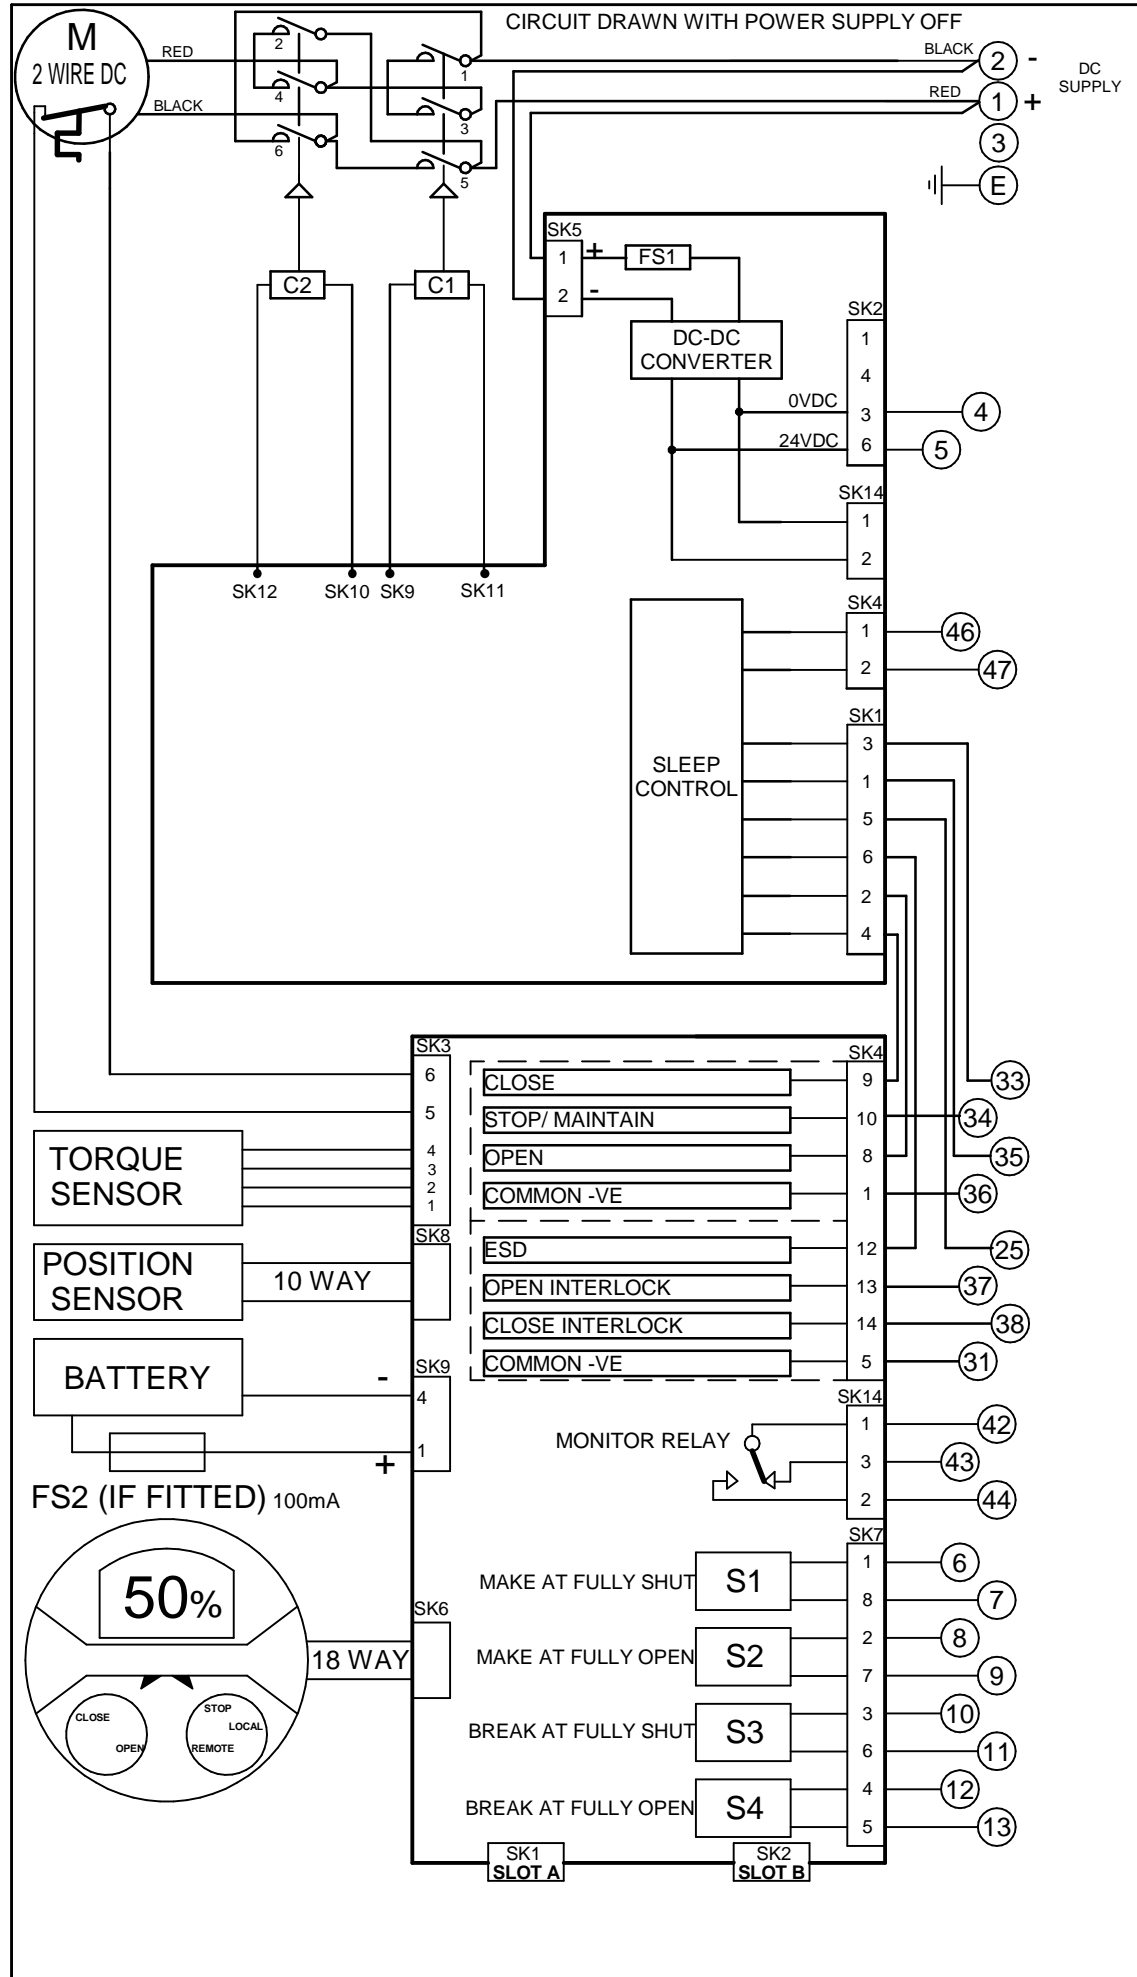 CIRCUIT DRAWN WITH POWER SUPPLY OFF
M
2 WIRE DC
RED
BLACK
2
4
6
1
3
5
BLACK
2
-
RED
1
+
DC
SUPPLY
3
E
C2
C1
SK5
1
+
FS1
2
-
DC-DC
CONVERTER
SK2
1
4
0VDC
3
4
24VDC
6
5
SK14
1
2
SK12
SK10
SK9
SK11
SLEEP
CONTROL
SK4
1
46
2
47
SK1
3
1
5
6
2
4
SK3
6
5
4
3
2
1
TORQUE
SENSOR
SK8
POSITION
SENSOR
10 WAY
BATTERY
-
+
SK9
4
1
FS2 (IF FITTED) 100mA
50%
CLOSE
OPEN
STOP
LOCAL
REMOTE
18 WAY
SK6
SK4
CLOSE
9
33
STOP/ MAINTAIN
10
34
OPEN
8
35
COMMON -VE
1
36
ESD
12
25
OPEN INTERLOCK
13
37
CLOSE INTERLOCK
14
38
COMMON -VE
5
31
SK14
MONITOR RELAY
1
42
3
43
2
44
SK7
MAKE AT FULLY SHUT
S1
1
6
8
7
MAKE AT FULLY OPEN
S2
2
8
7
9
BREAK AT FULLY SHUT
S3
3
10
6
11
BREAK AT FULLY OPEN
S4
4
12
5
13
SK1
SLOT A
SK2
SLOT B